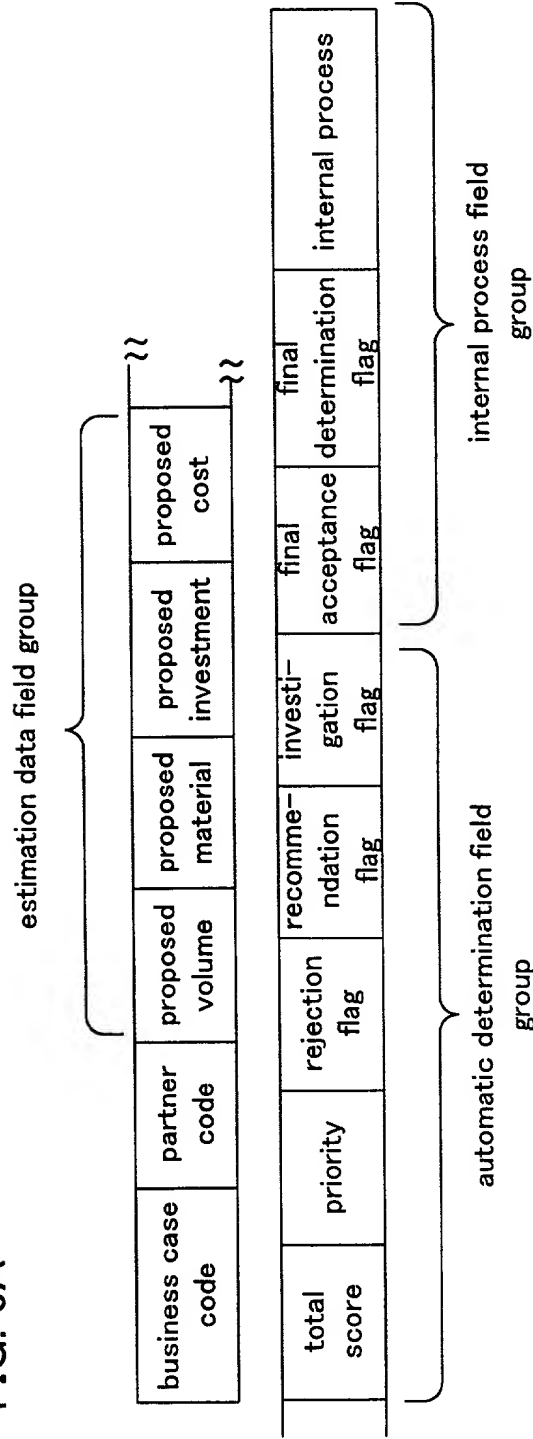 estimation data field group
business case
code
partner
code
proposed
volume
proposed
material
proposed
investment
proposed
cost
total
score
priority
rejection
flag
recomme-
ndation
flag
investi-
gation
flag
final
acceptance
flag
final
determination
flag
internal process
automatic determination field
group
internal process field
group